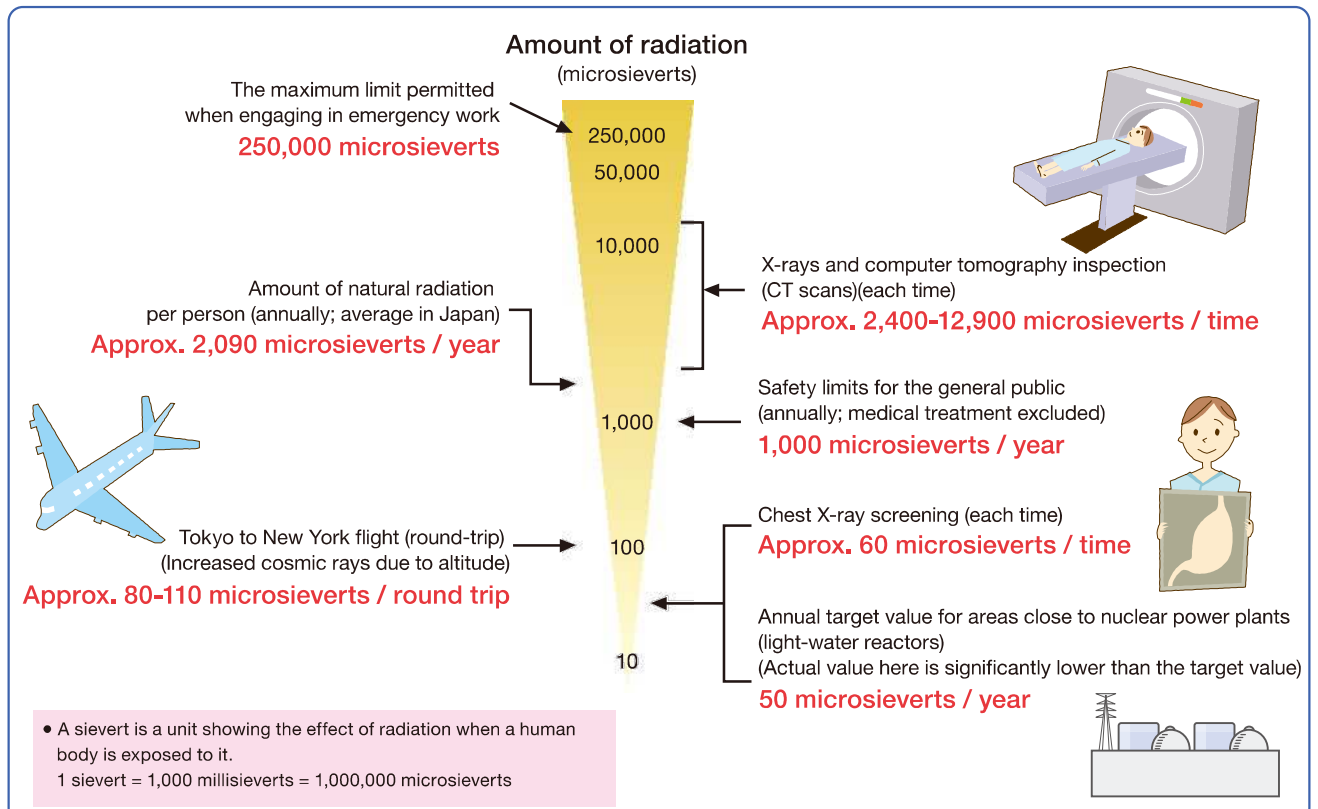 Amount of radiation
(microsieverts)
The maximum limit permitted
when engaging in emergency work
250,000 microsieverts
250,000
50,000
10,000
X-rays and computer tomography inspection
(CT scans)(each time)
Approx. 2,400-12,900 microsieverts / time
Amount of natural radiation
per person (annually; average in Japan)
Approx. 2,090 microsieverts / year
Safety limits for the general public
(annually; medical treatment excluded)
1,000 microsieverts / year
1,000
Chest X-ray screening (each time)
Approx. 60 microsieverts / time
Tokyo to New York flight (round-trip)
(Increased cosmic rays due to altitude)
Approx. 80-110 microsieverts / round trip
100
Annual target value for areas close to nuclear power plants
(light-water reactors)
(Actual value here is significantly lower than the target value)
50 microsieverts / year
10
• A sievert is a unit showing the effect of radiation when a human
body is exposed to it.
1 sievert = 1,000 millisieverts = 1,000,000 microsieverts